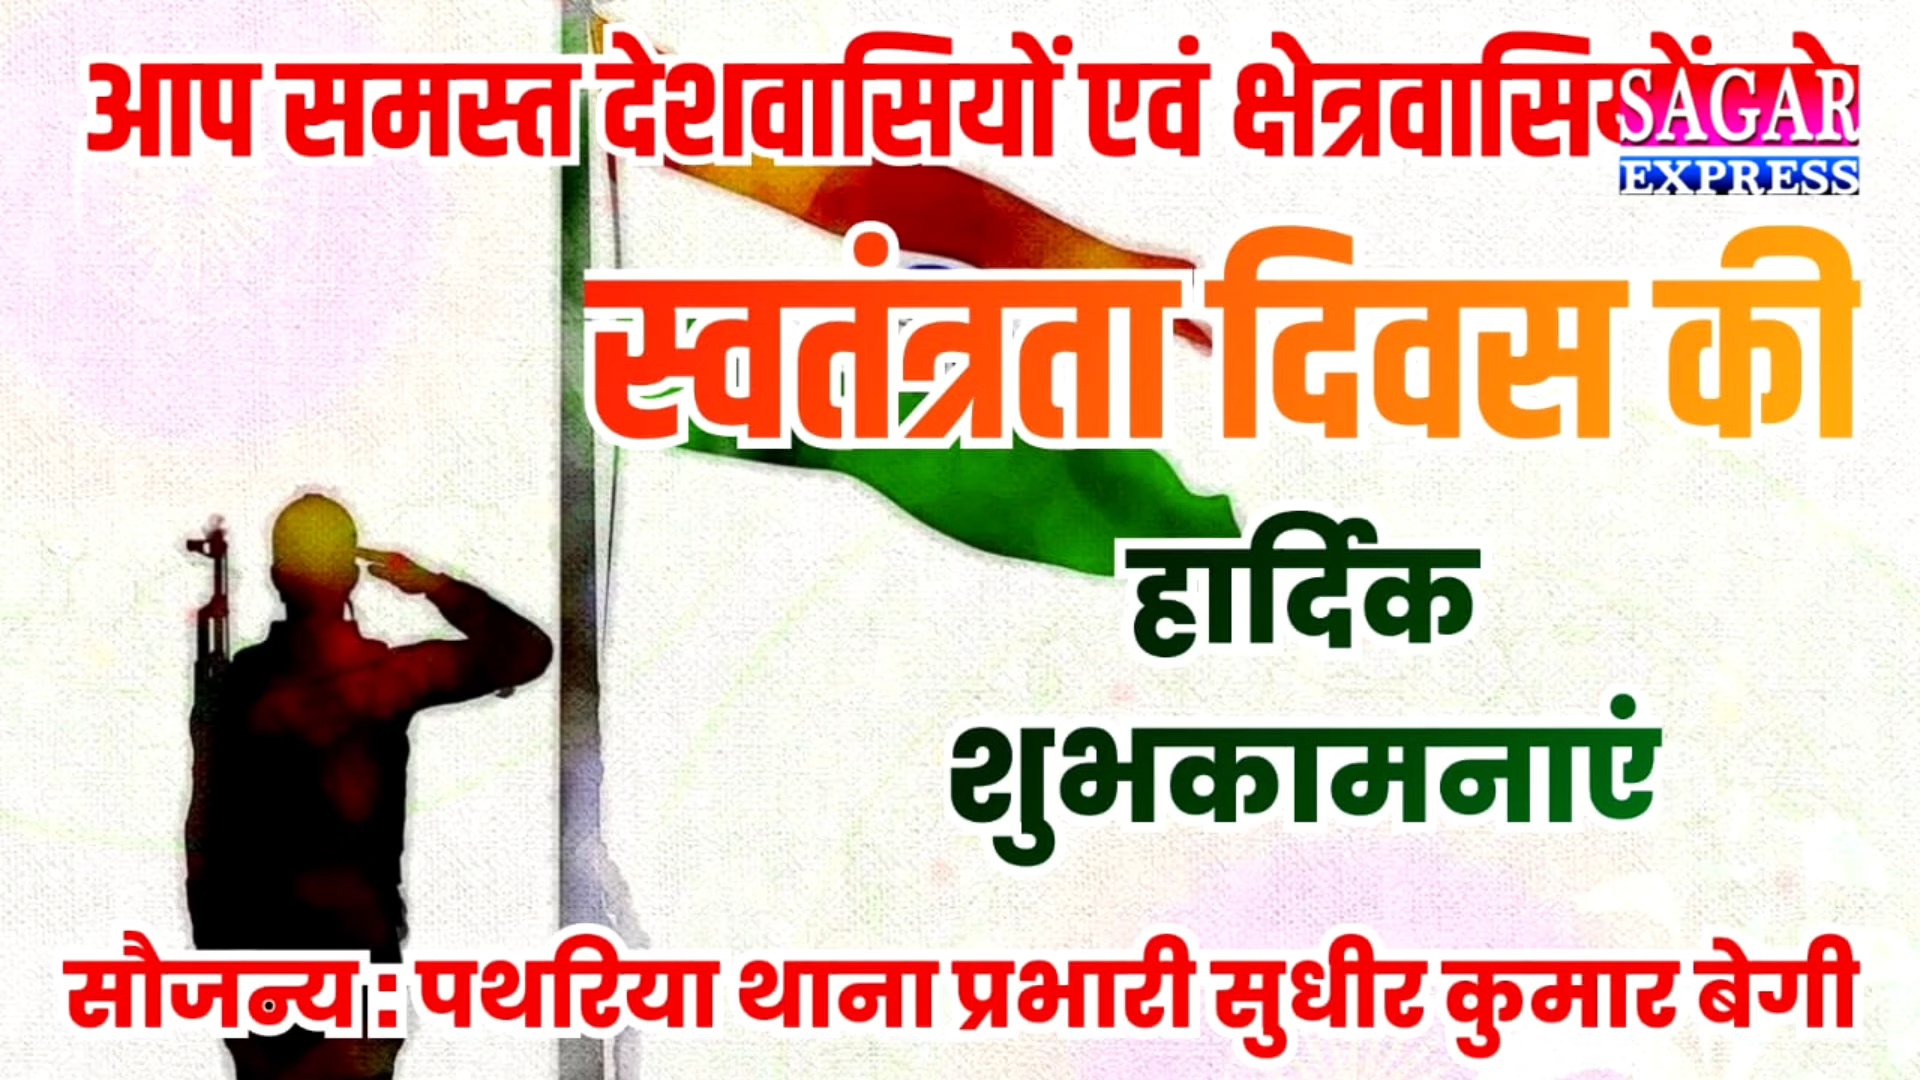 आप समस्त देशवासियों एवं क्षेत्रवासियों को
SAGAR
EXPRESS
स्वतंत्रता दिवस की
हार्दिक
शुभकामनाएं
सौजन्य : पथरिया थाना प्रभारी सुधीर कुमार बेगी